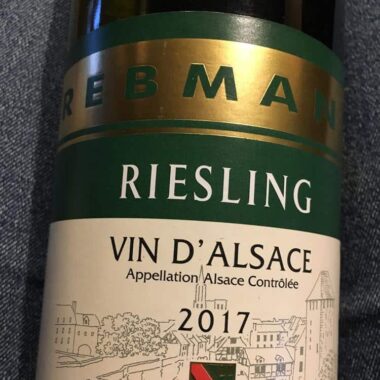 REBMAN
RIESLING
VIN D'ALSACE
Appellation Alsace Contrôlée
2017